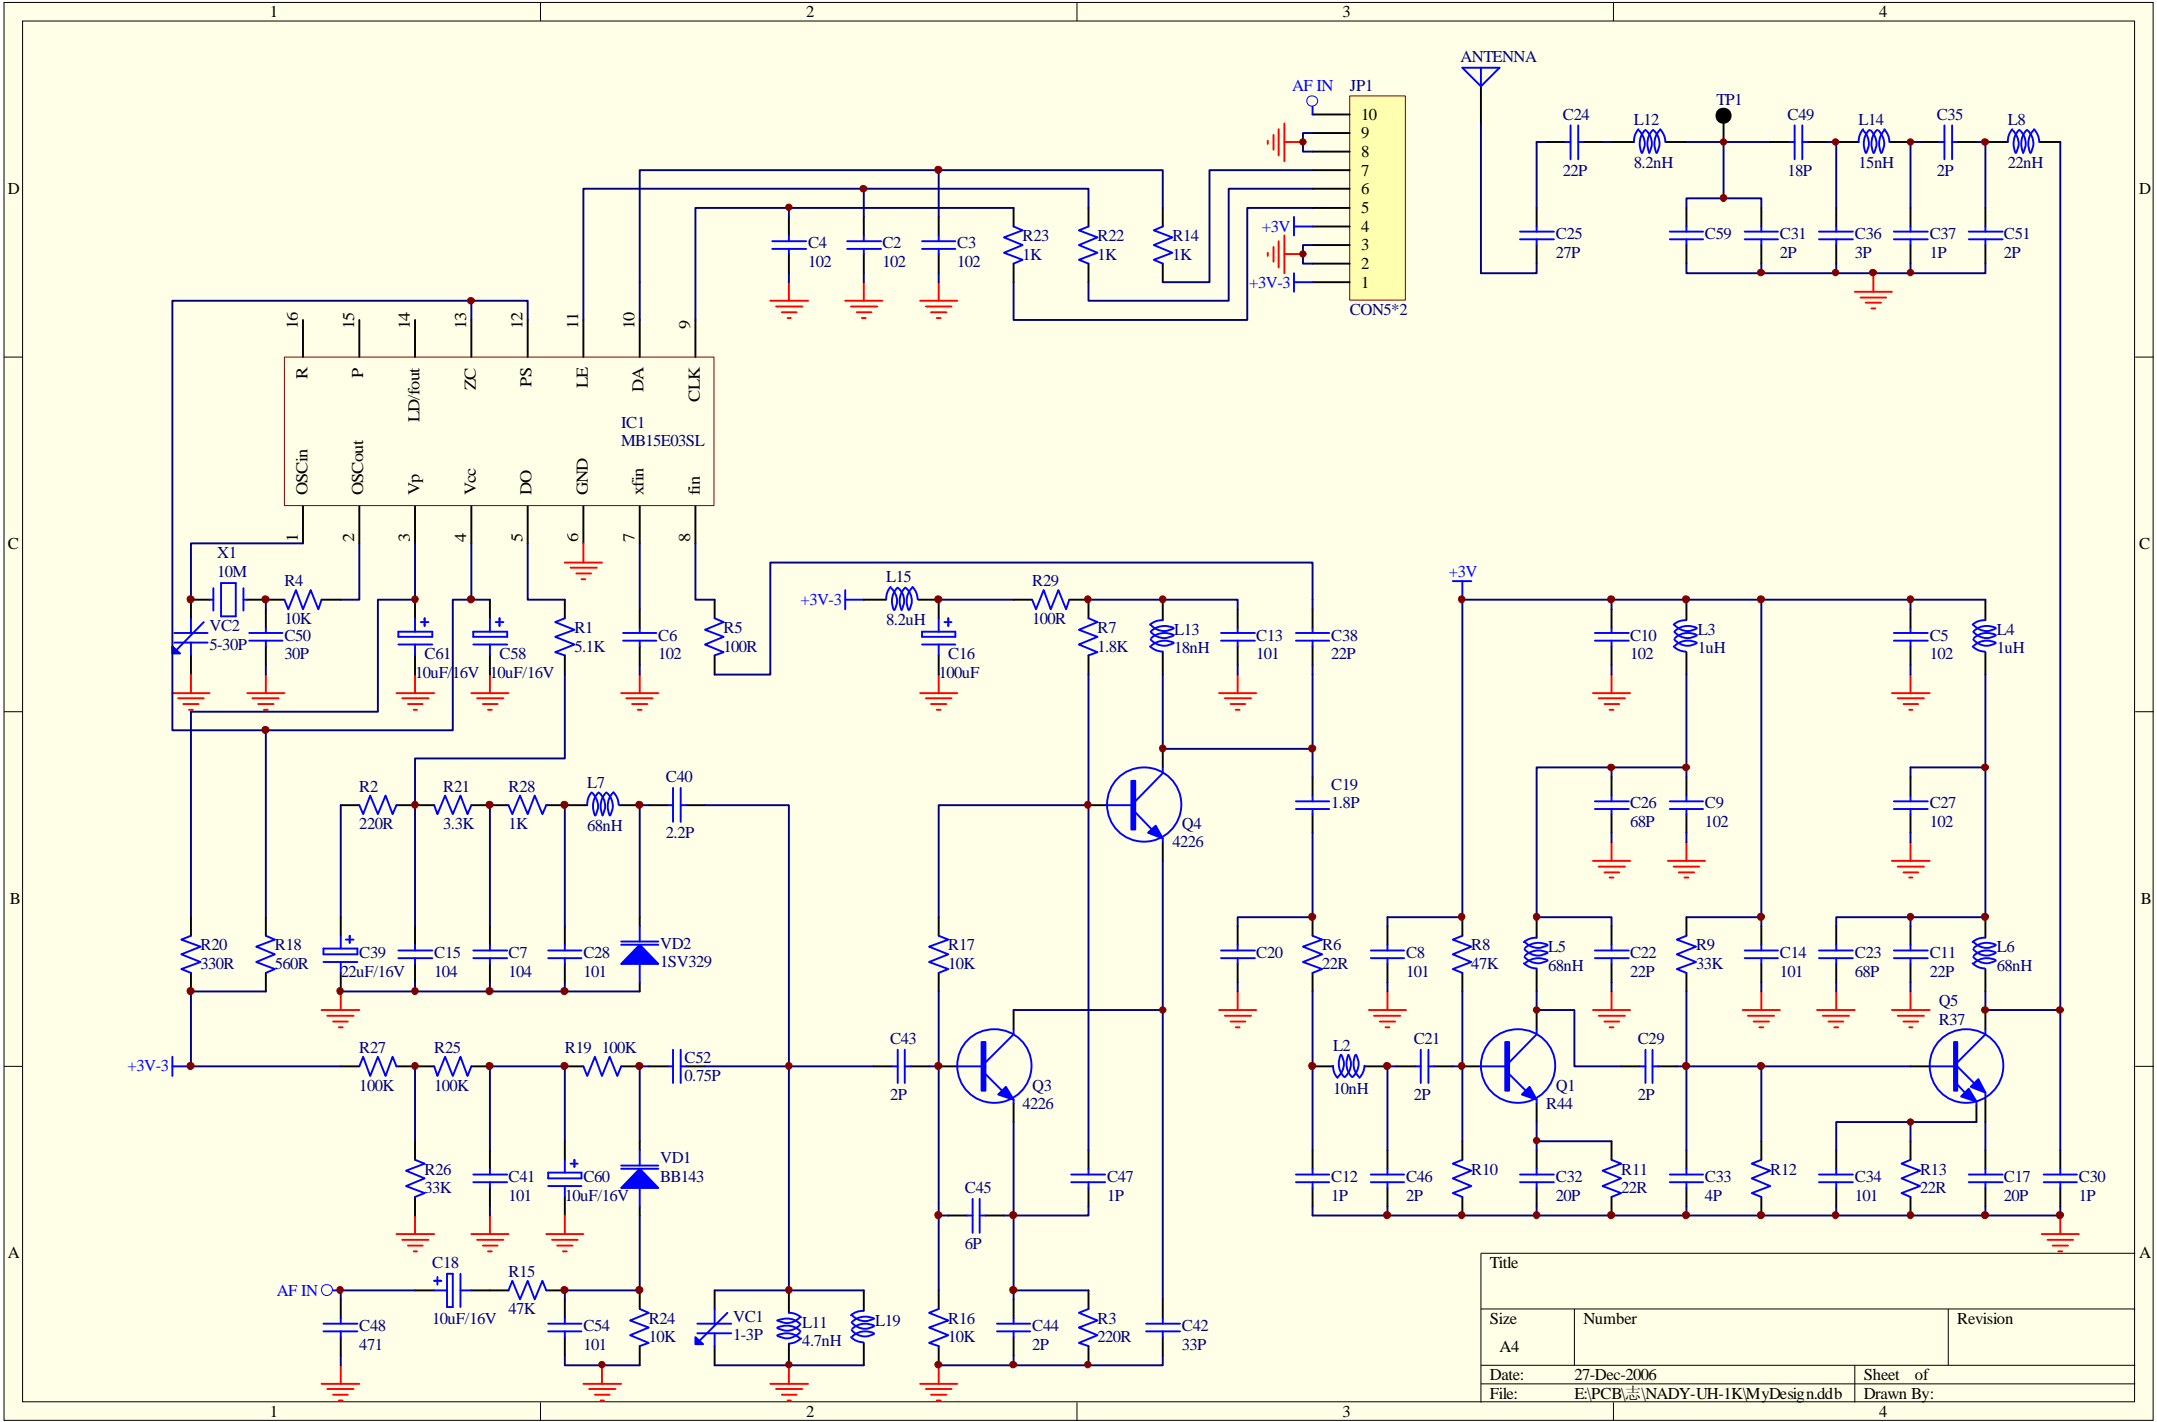 1 2 3 4
D D
C C
B B
A A
ANTENNA
AF IN JP1
10
9
8
7
6
5
4
3
2
1
+3V
+3V-3
CON5*2
TP1
C24
22P
L12
8.2nH
C49
18P
L14
15nH
C35
2P
L8
22nH
C25
27P
C59
C31
2P
C36
3P
C37
1P
C51
2P
C4
102
C2
102
C3
102
R23
1K
R22
1K
R14
1K
16 15 14 13 12 11 10 9
R P LD/fout ZC PS LE DA CLK
IC1
MB15E03SL
OSCin OSCout Vp Vcc DO GND xfin fin
1 2 3 4 5 6 7 8
X1
10M
R4
10K
VC2
5-30P
C50
30P
C61
10uF/16V
C58
10uF/16V
R1
5.1K
C6
102
R5
100R
+3V-3
L15
8.2uH
C16
100uF
R29
100R
R7
1.8K
L13
18nH
C13
101
C38
22P
+3V
C10
102
L3
1uH
C5
102
L4
1uH
R2
220R
R21
3.3K
R28
1K
L7
68nH
C40
2.2P
Q4
4226
C19
1.8P
C26
68P
C9
102
C27
102
R20
330R
R18
560R
C39
22uF/16V
C15
104
C7
104
C28
101
VD2
1SV329
R17
10K
C20
R6
22R
C8
101
R8
47K
L5
68nH
C22
22P
R9
33K
C14
101
C23
68P
C11
22P
L6
68nH
+3V-3
R27
100K
R25
100K
R19 100K
C52
0.75P
C43
2P
Q3
4226
L2
10nH
C21
2P
Q1
R44
C29
2P
Q5
R37
R26
33K
C41
101
C60
10uF/16V
VD1
BB143
C45
6P
C47
1P
C12
1P
C46
2P
R10
C32
20P
R11
22R
C33
4P
R12
C34
101
R13
22R
C17
20P
C30
1P
AF IN
C18
10uF/16V
R15
47K
C48
471
C54
101
R24
10K
VC1
1-3P
L11
4.7nH
L19
R16
10K
C44
2P
R3
220R
C42
33P
Title
Size Number Revision
A4
Date: 27-Dec-2006 Sheet of
File: E:\PCB\志\NADY-UH-1K\MyDesign.ddb Drawn By:
1 2 3 4